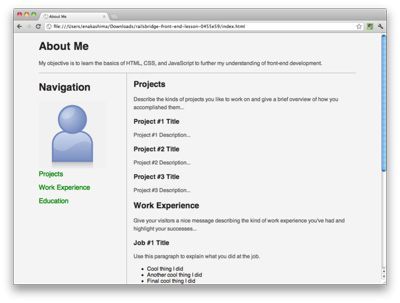 About Me
file:///Users/enakashima/Downloads/railsbridge-front-end-lesson-0455e59/index.html
About Me
My objective is to learn the basics of HTML, CSS, and JavaScript to further my understanding of front-end development.
Navigation
Projects
Work Experience
Education
Projects
Describe the kinds of projects you like to work on and give a brief overview of how you
accomplished them...
Project #1 Title
Project #1 Description...
Project #2 Title
Project #2 Description...
Project #3 Title
Project #3 Description...
Work Experience
Give your visitors a nice message describing the kind of work experience you've had and
highlight your successes...
Job #1 Title
Use this paragraph to explain what you did at the job.
Cool thing I did
Another cool thing I did
Final cool thing I did